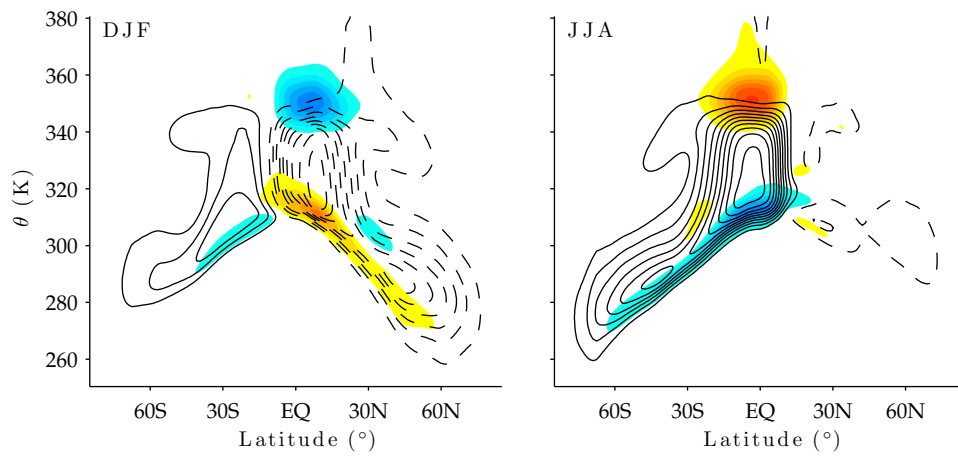 DJF
JJA
θ (K)
380
360
340
320
300
280
260
60S 30S EQ 30N 60N
Latitude (°)
60S 30S EQ 30N 60N
Latitude (°)